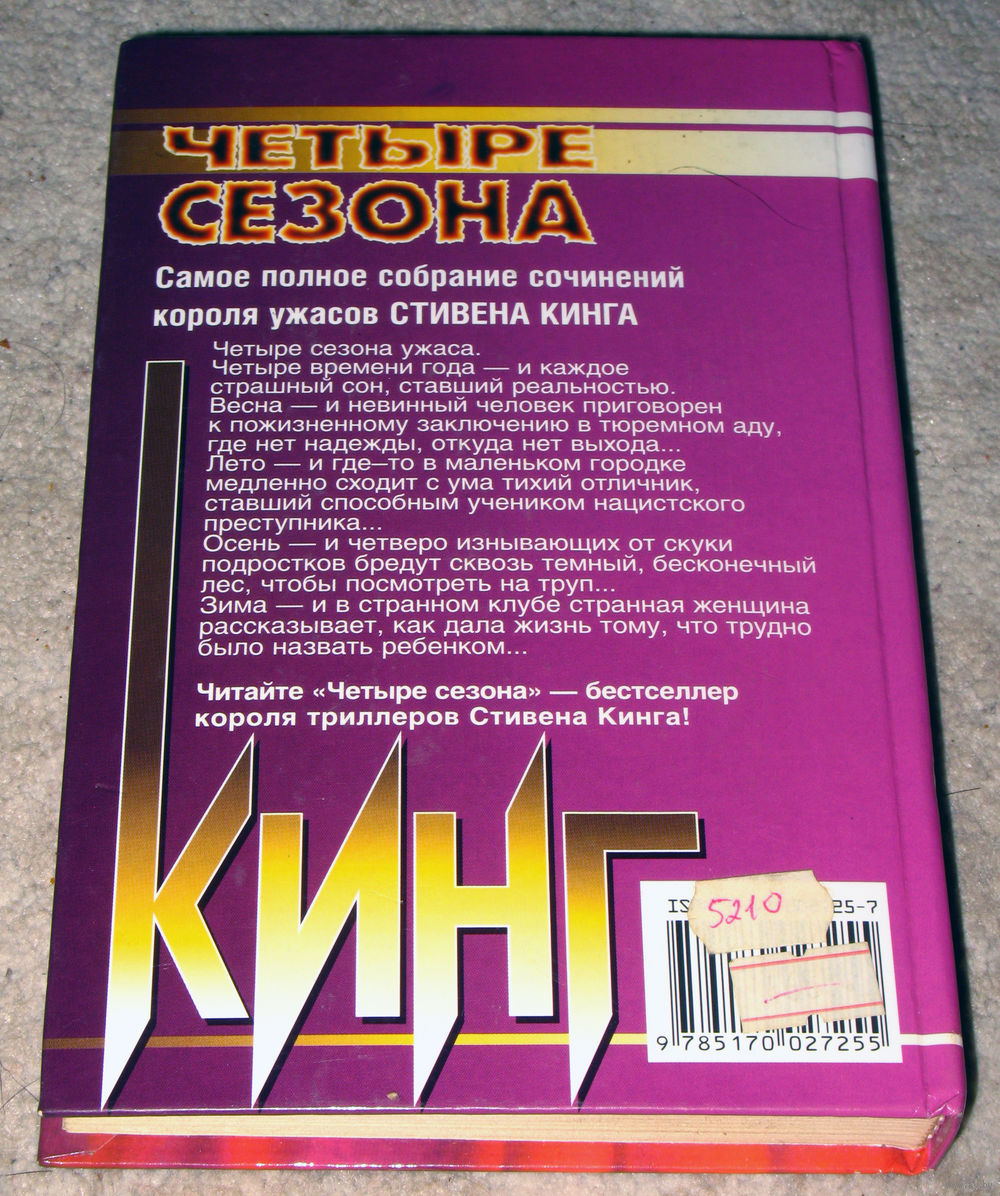 ЧЕТЫРЕ
СЕЗОНА
Самое полное собрание сочинений
короля ужасов СТИВЕНА КИНГА
Четыре сезона ужаса.
Четыре времени года — и каждое
страшный сон, ставший реальностью.
Весна — и невинный человек приговорен
к пожизненному заключению в тюремном аду,
где нет надежды, откуда нет выхода...
Лето — и где–то в маленьком городке
медленно сходит с ума тихий отличник,
ставший способным учеником нацистского
преступника...
Осень — и четверо изнывающих от скуки
подростков бредут сквозь темный, бесконечный
лес, чтобы посмотреть на труп...
Зима — и в странном клубе странная женщина
рассказывает, как дала жизнь тому, что трудно
было назвать ребенком...
Читайте «Четыре сезона» — бестселлер
короля триллеров Стивена Кинга!
КИНГ
5210
25-7
9 785170 027255